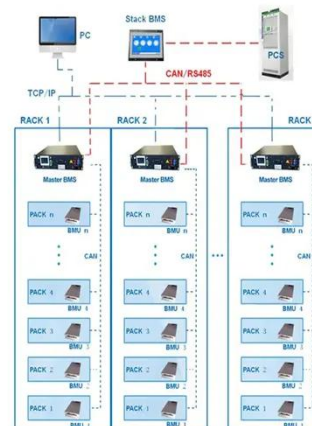 Stack BMS
PC
PCS
CAN/RS485
TCP/IP
RACK 1
RACK 2
RACK
Master BMS
Master BMS
Master BMS
PACK n
BMU n
PACK n
BMU n
PACK n
BMU n
CAN
CAN
CAN
PACK 4
BMU 4
PACK 4
BMU 4
PACK 4
BMU 4
PACK 3
BMU 3
PACK 3
BMU 3
PACK 3
BMU 3
PACK 2
BMU 2
PACK 2
BMU 2
PACK 2
BMU 2
PACK 1
BMU
PACK 1
BMU
PACK 1
BMU